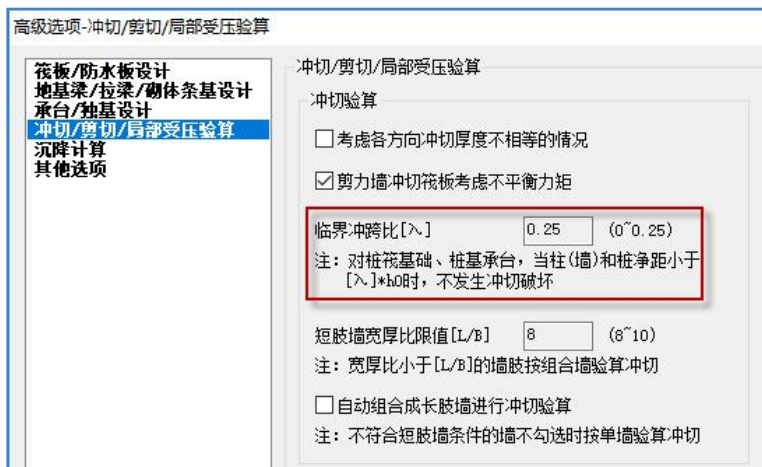 高级选项-冲切/剪切/局部受压验算
筏板/防水板设计
地基梁/拉梁/砌体条基设计
承台/独基设计
冲切/剪切/局部受压验算
沉降计算
其他选项
冲切/剪切/局部受压验算
冲切验算
考虑各方向冲切厚度不相等的情况
剪力墙冲切筏板考虑不平衡力矩
临界冲跨比[λ] 0.25 (0~0.25)
注: 对桩筏基础、桩基承台, 当柱(墙)和桩净距小于
[λ]*h0时, 不发生冲切破坏
短肢墙宽厚比限值[L/B] 8 (8~10)
注: 宽厚比小于[L/B]的墙肢按组合墙验算冲切
自动组合成长肢墙进行冲切验算
注: 不符合短肢墙条件的墙不勾选时按单墙验算冲切